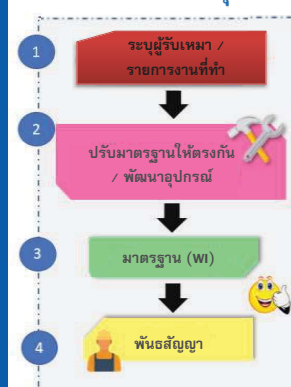 1
ระบุผู้รับเหมา /
รายการงานที่ทำ
2
ปรับมาตรฐานให้ตรงกัน
/ พัฒนาอุปกรณ์
3
มาตรฐาน (WI)
4
พันธสัญญา